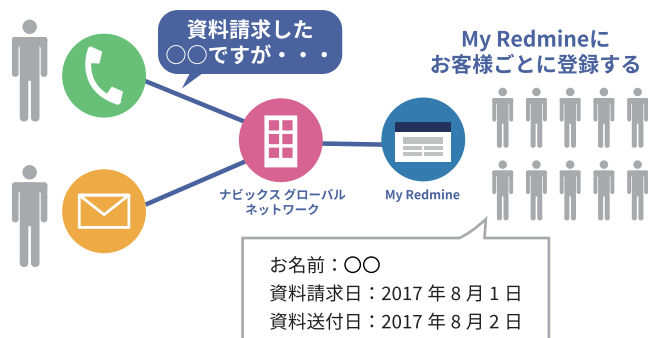 資料請求した
○○ですが・・・
My Redmineに
お客様ごとに登録する
ナビックス グローバル
ネットワーク
My Redmine
お名前：○○
資料請求日：2017 年 8 月 1 日
資料送付日：2017 年 8 月 2 日